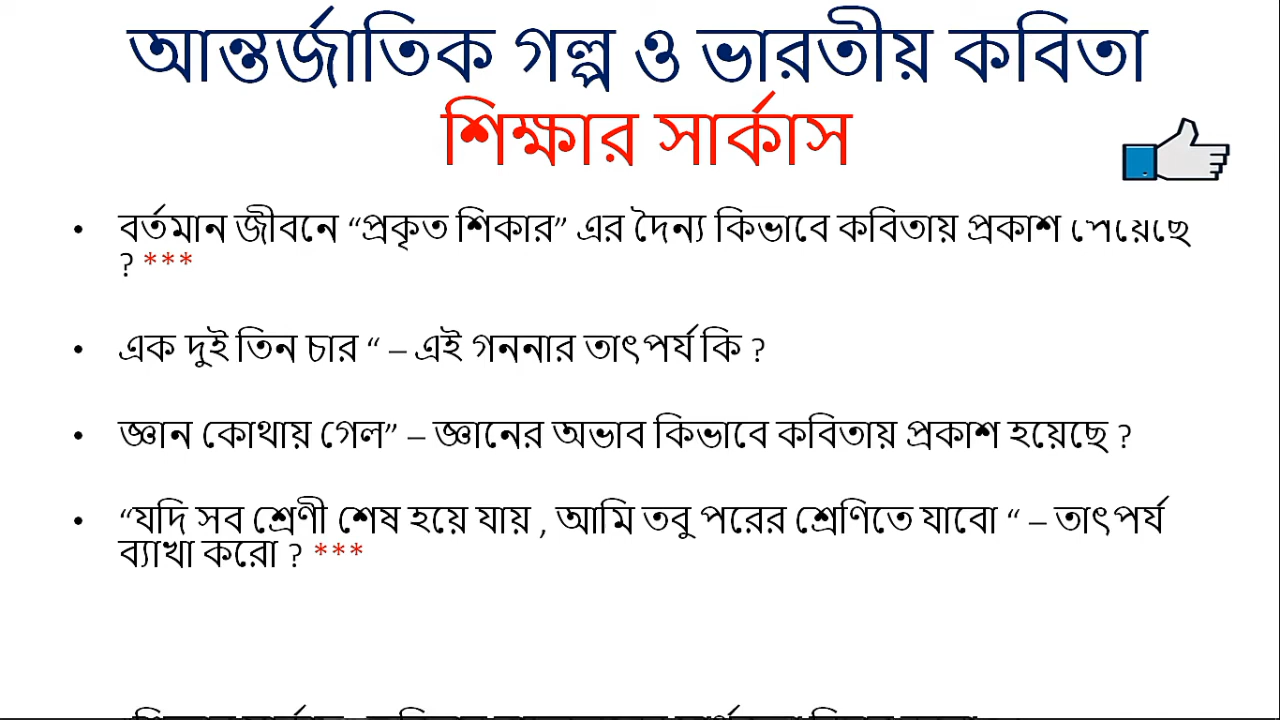 আন্তর্জাতিক গল্প ও ভারতীয় কবিতা
শিক্ষার সার্কাস
• বর্তমান জীবনে “প্রকৃত শিকার” এর দৈন্য কিভাবে কবিতায় প্রকাশ পেয়েছে
? ***
• এক দুই তিন চার “ – এই গননার তাৎপর্য কি ?
• জ্ঞান কোথায় গেল” – জ্ঞানের অভাব কিভাবে কবিতায় প্রকাশ হয়েছে ?
• “যদি সব শ্রেণী শেষ হয়ে যায় , আমি তবু পরের শ্রেণিতে যাবো “ – তাৎপর্য
ব্যাখা করো ? ***